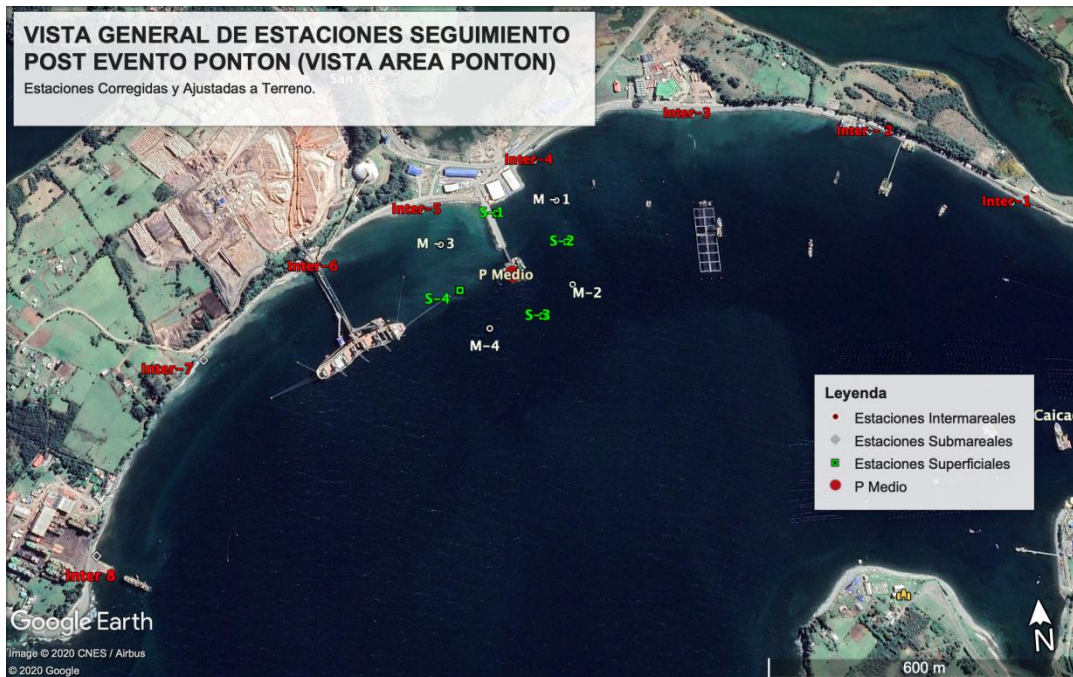 VISTA GENERAL DE ESTACIONES SEGUIMIENTO
POST EVENTO PONTON (VISTA AREA PONTON)
San José
Estaciones Corregidas y Ajustadas a Terreno.
Inter-3
Inter- 2
Inter-4
Inter-1
M - 1
Inter-5
S-1
S-2
M - 3
Inter-6
P Medio
M-2
S-4
S-3
M-4
Inter-7
Leyenda
Estaciones Intermareales
Estaciones Submareales
Estaciones Superficiales
P Medio
Caica
Inter 8
Google Earth
Image © 2020 CNES / Airbus
© 2020 Google
600 m
N